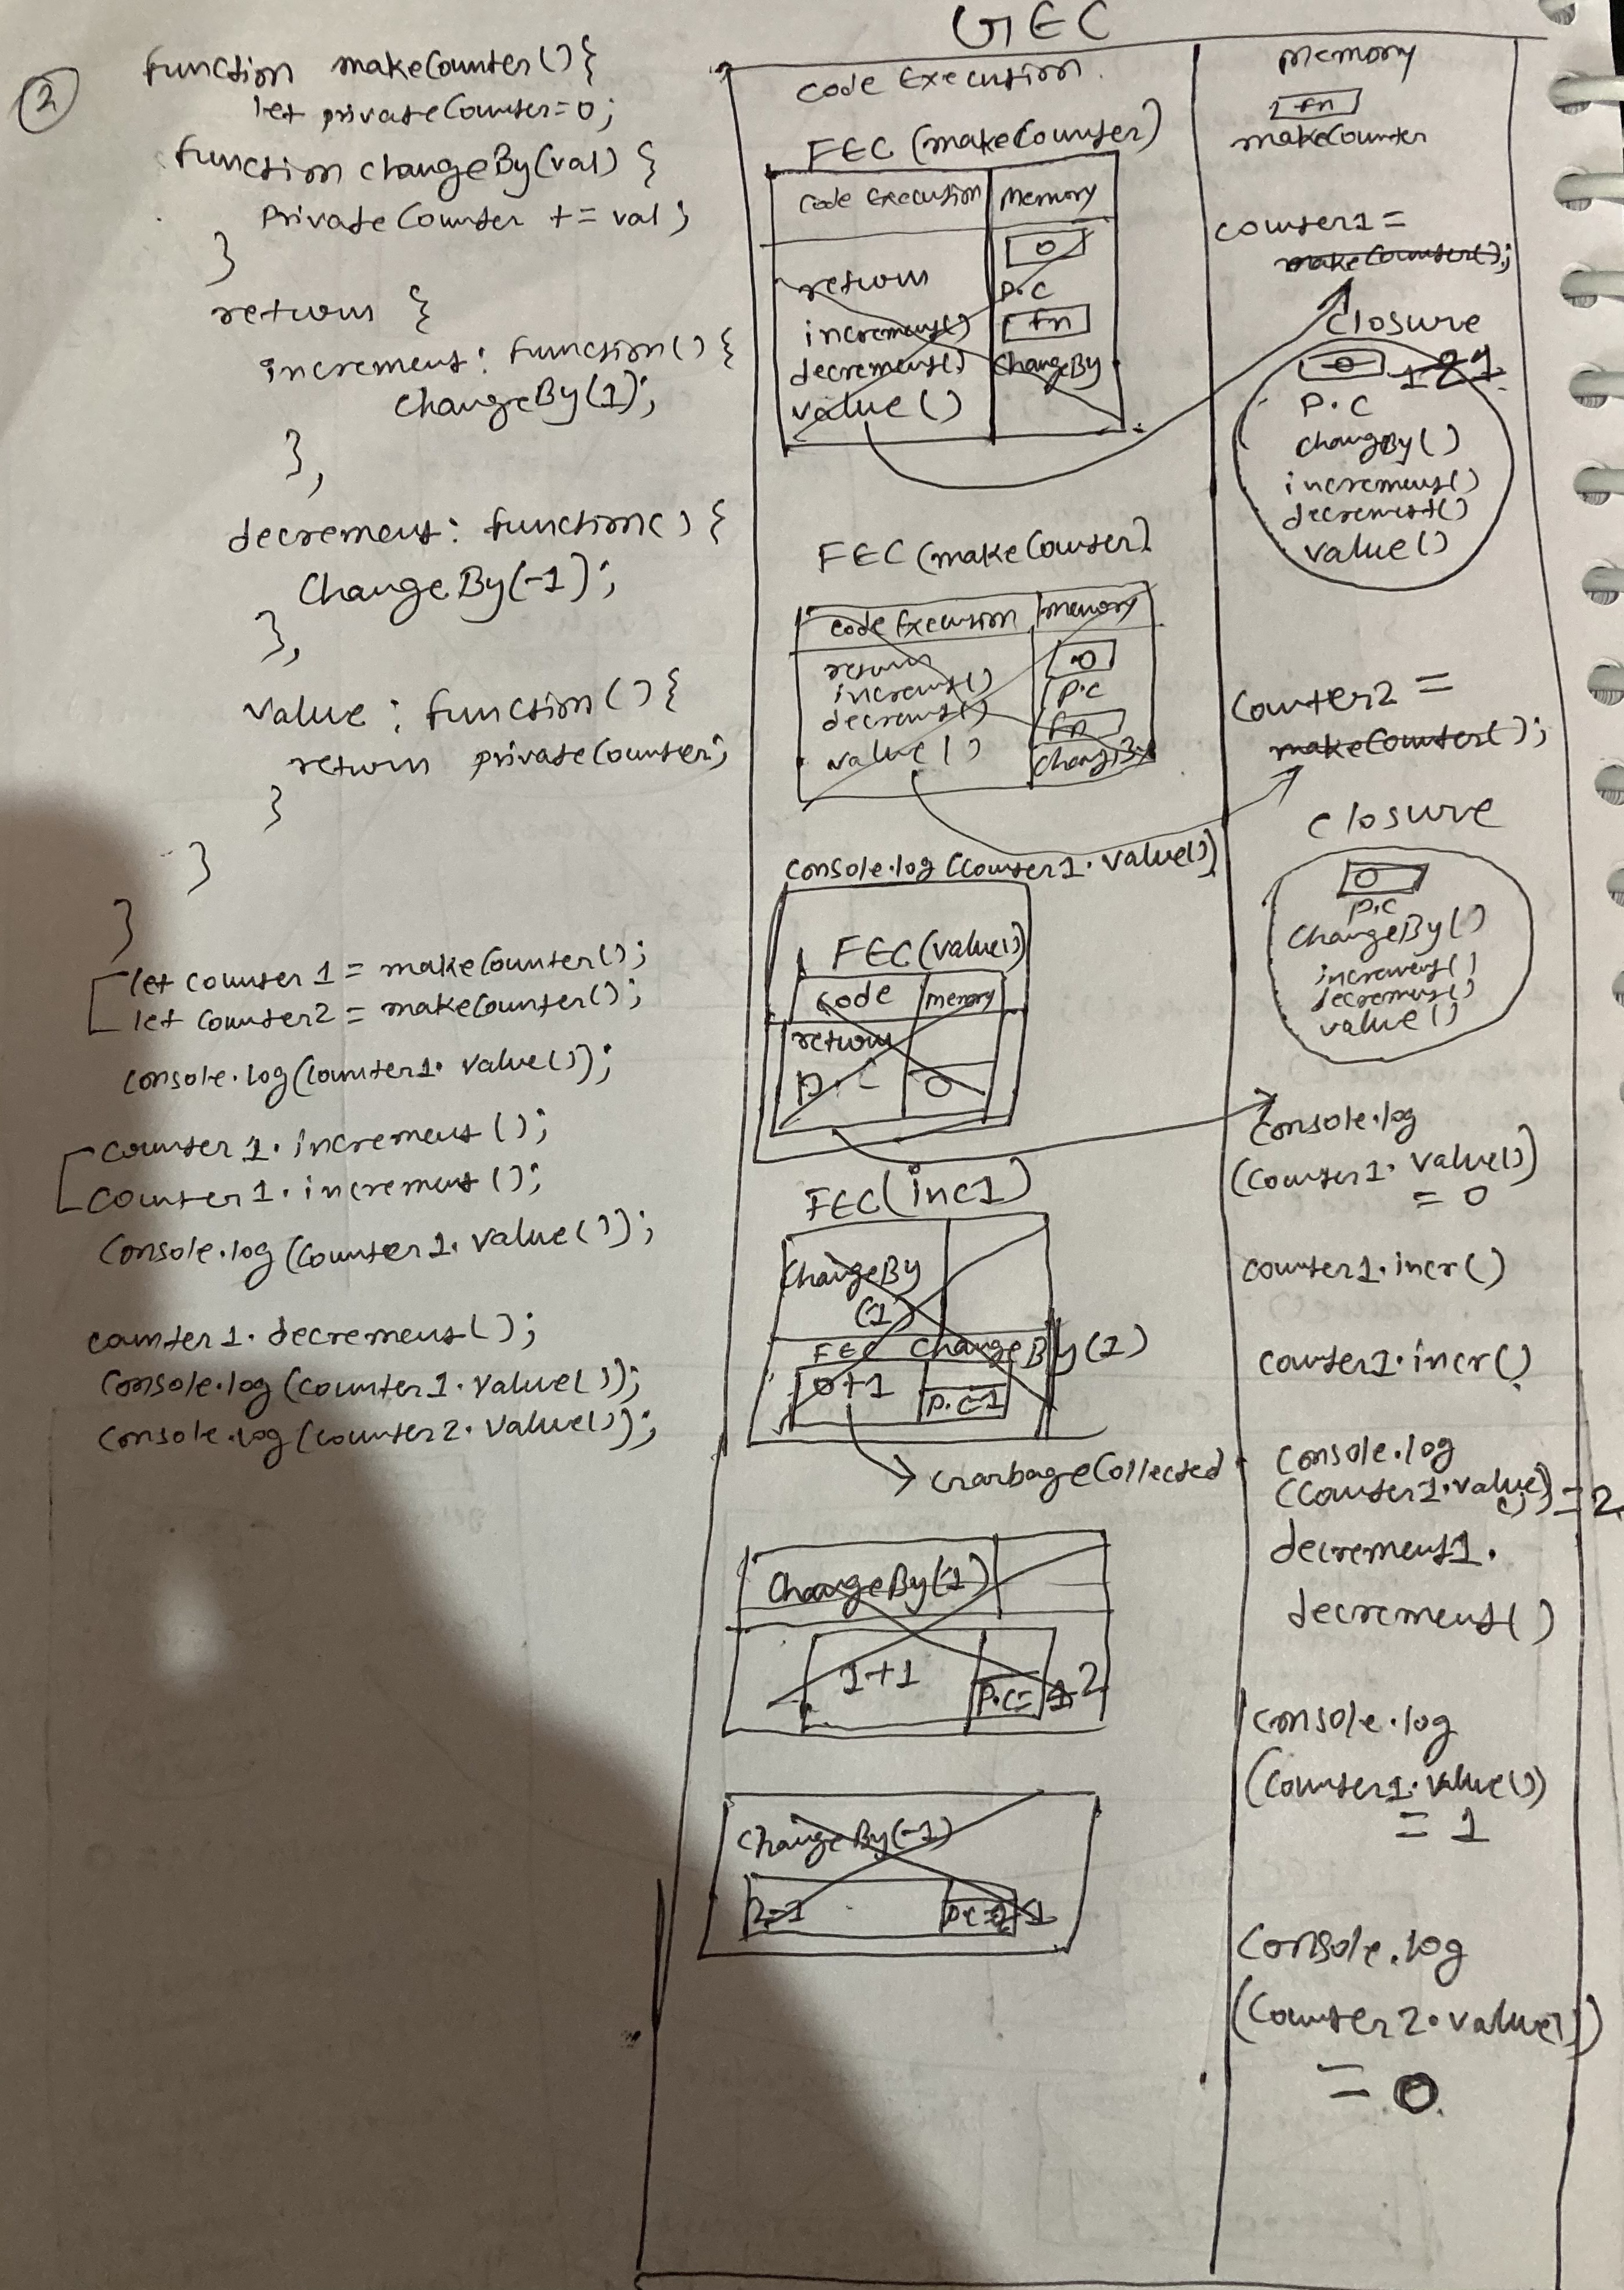 2
function makeCounter(){
let privateCounter=0;
function changeBy(val) {
PrivateCounter += val;
}
return {
increment: function(){
changeBy(1);
},
decrement: function(){
ChangeBy(-1);
},
value: function(){
return privateCounter;
}
}
}
let counter1 = makeCounter();
let counter2 = makeCounter();
console.log(counter1.value());
counter1.increment();
counter1.increment();
console.log(counter1.value());
counter1.decrement();
console.log(counter1.value());
console.log(counter2.value());
GEC
Code Execution.
FEC (makeCounter)
Code Execution
Memory
return
increment()
decrement()
value()
0
P.C
fn
ChangeBy
FEC (makeCounter)
code Execution
Memory
return
increment()
decrement()
value()
0
P.C
fn
ChangeBy
Console.log(Counter1.value())
FEC(value())
Code
Memory
return
P.C
0
FEC(inc1)
ChangeBy
(1)
FEC ChangeBy(1)
0+1
P.C=1
GarbageCollected
ChangeBy(1)
1+1
P.C= 1 2
ChangeBy(-1)
2-1
P.C=2 1
Memory
fn
makeCounter
counter1 =
makeCounter();
closure
0 1 2 1
P.C
changBy()
increment()
decrement()
value()
Counter2 =
makeCounter();
closure
0
P.C
ChangeBy()
increment()
decrement()
value()
Console.log
(Counter1.value())
= 0
counter1.incr()
counter1.incr()
Console.log
(Counter1.value()) = 2
decrement1.
decrement()
Console.log
(Counter1.value())
= 1
Console.log
(Counter2.value())
= 0